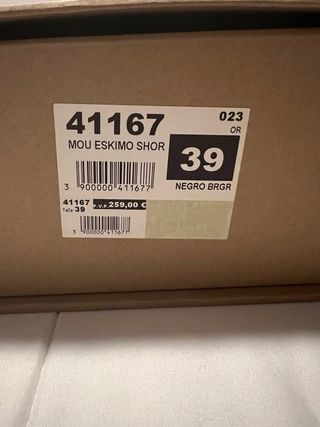 41167
023
OR
MOU ESKIMO SHOR
39
3 900000 411677
NEGRO BRGR
41167
Talla 39
P.V.P. 259,00 €
3 900000 411677